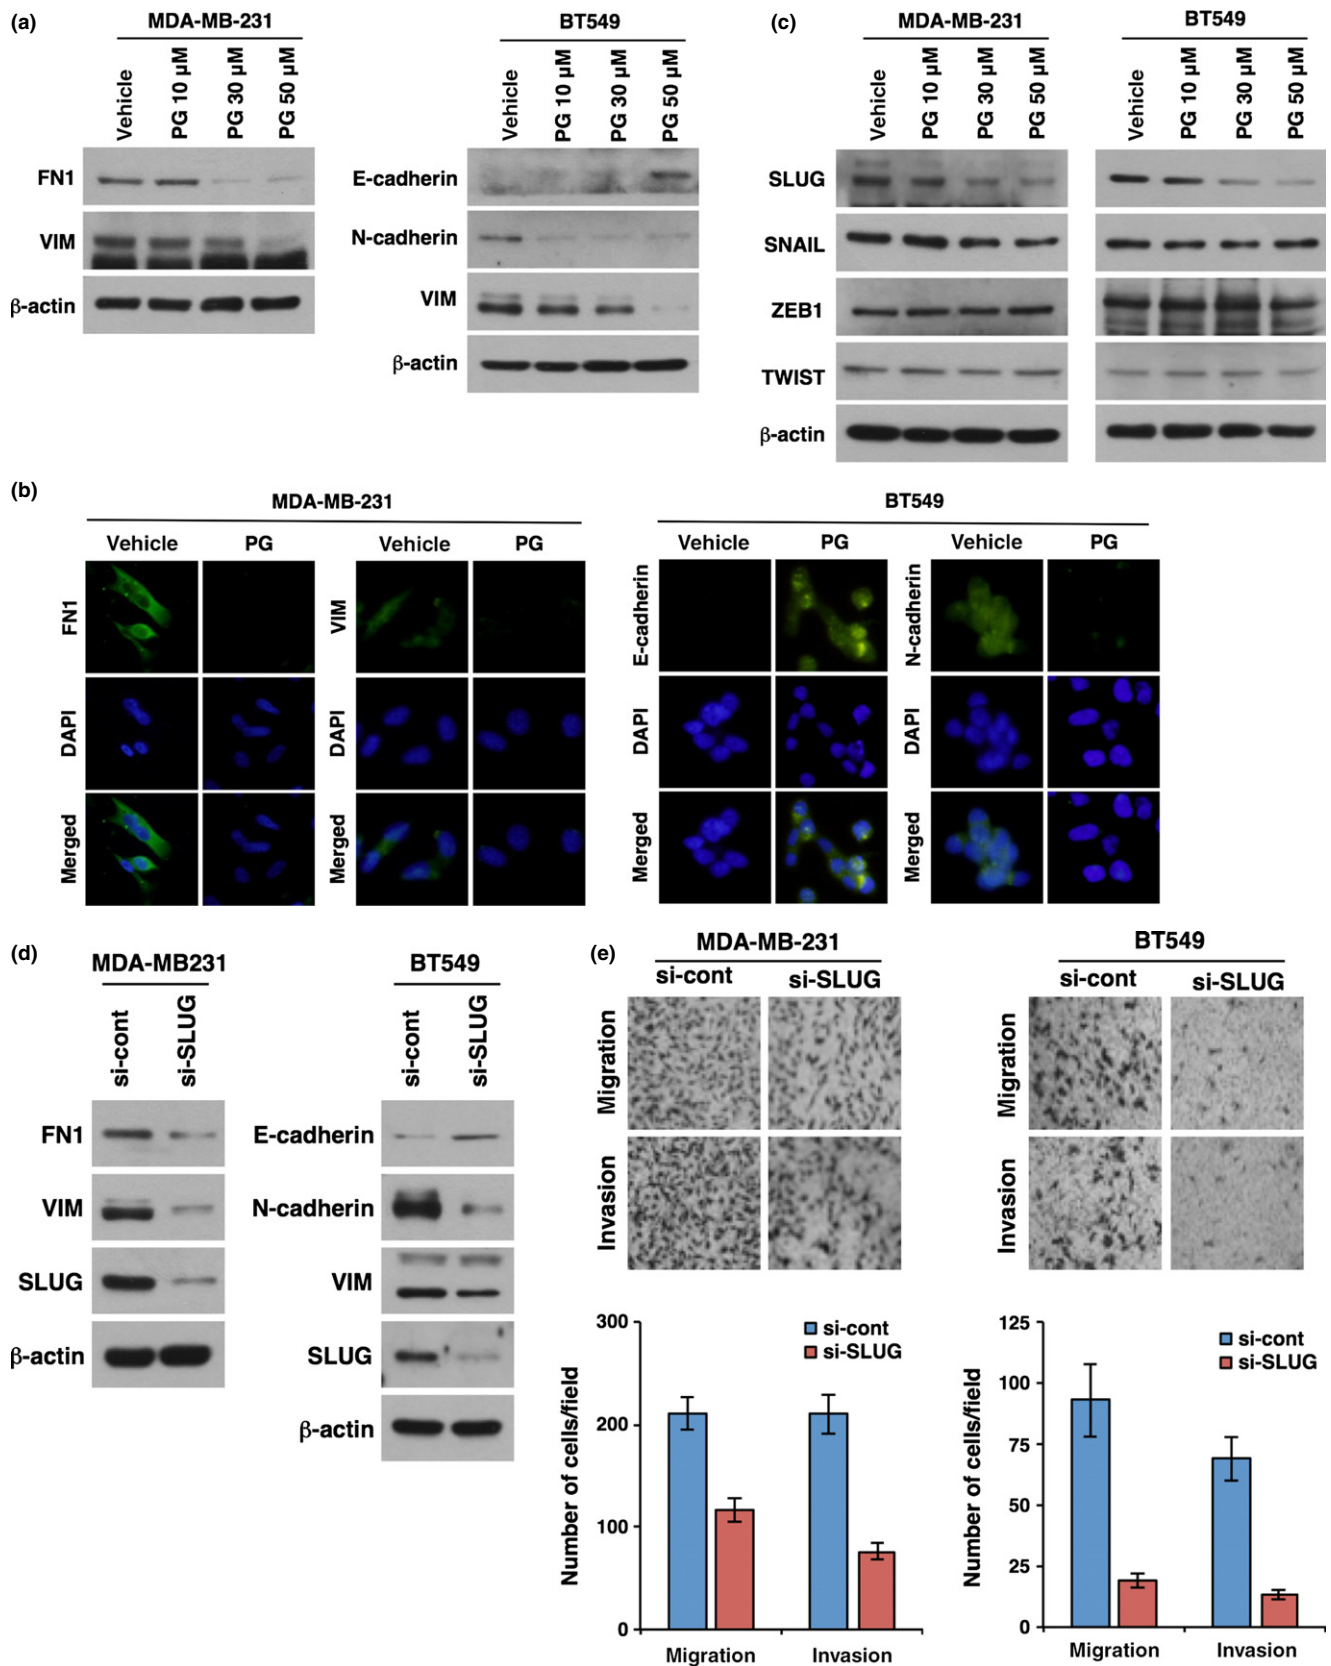 (a)
MDA-MB-231
Vehicle
PG 10 µM
PG 30 µM
PG 50 µM
FN1
VIM
β-actin
BT549
Vehicle
PG 10 µM
PG 30 µM
PG 50 µM
E-cadherin
N-cadherin
VIM
β-actin
(c)
MDA-MB-231
BT549
Vehicle
PG 10 µM
PG 30 µM
PG 50 µM
Vehicle
PG 10 µM
PG 30 µM
PG 50 µM
SLUG
SNAIL
ZEB1
TWIST
β-actin
(b)
MDA-MB-231
Vehicle
PG
Vehicle
PG
FN1
DAPI
Merged
VIM
DAPI
Merged
BT549
Vehicle
PG
Vehicle
PG
E-cadherin
DAPI
Merged
N-cadherin
DAPI
Merged
(d)
MDA-MB231
si-cont
si-SLUG
FN1
VIM
SLUG
β-actin
BT549
si-cont
si-SLUG
E-cadherin
N-cadherin
VIM
SLUG
β-actin
(e)
MDA-MB-231
si-cont
si-SLUG
Migration
Invasion
BT549
si-cont
si-SLUG
Migration
Invasion
Number of cells/field
300
200
100
0
si-cont
si-SLUG
Migration
Invasion
Number of cells/field
125
100
75
50
25
0
si-cont
si-SLUG
Migration
Invasion